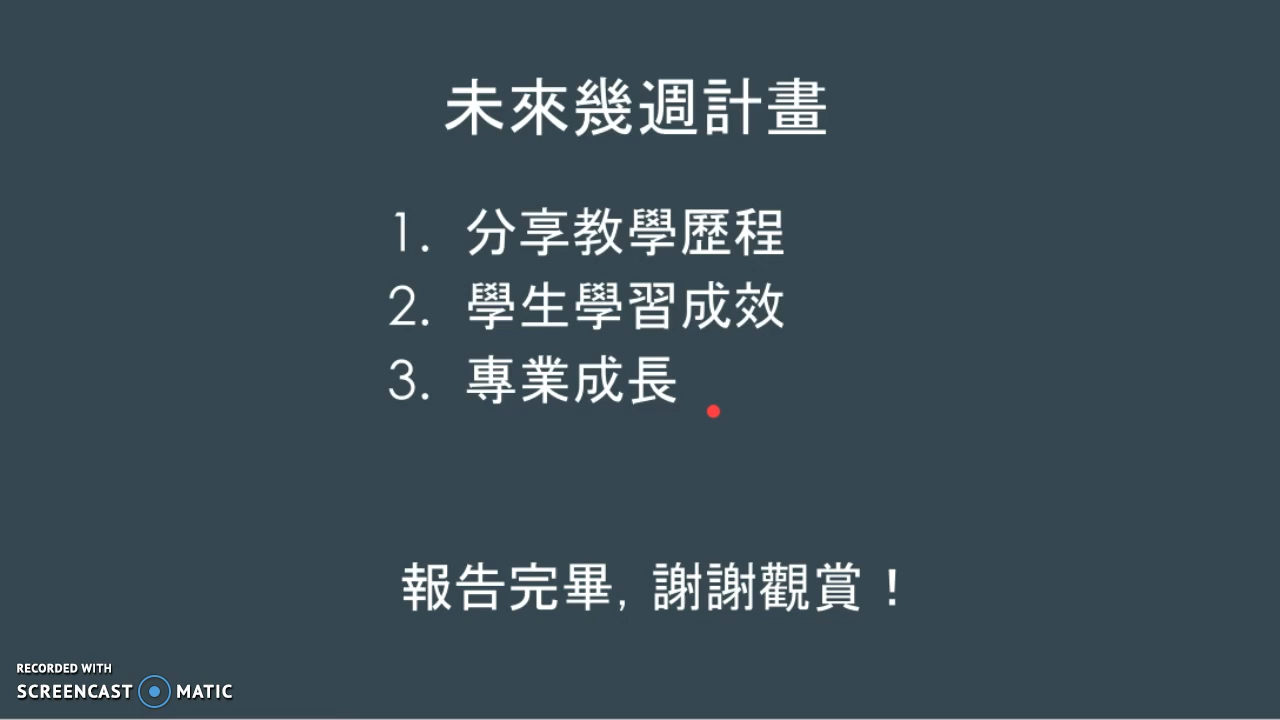 未來幾週計畫
1. 分享教學歷程
2. 學生學習成效
3. 專業成長
報告完畢, 謝謝觀賞！
RECORDED WITH
SCREENCAST MATIC